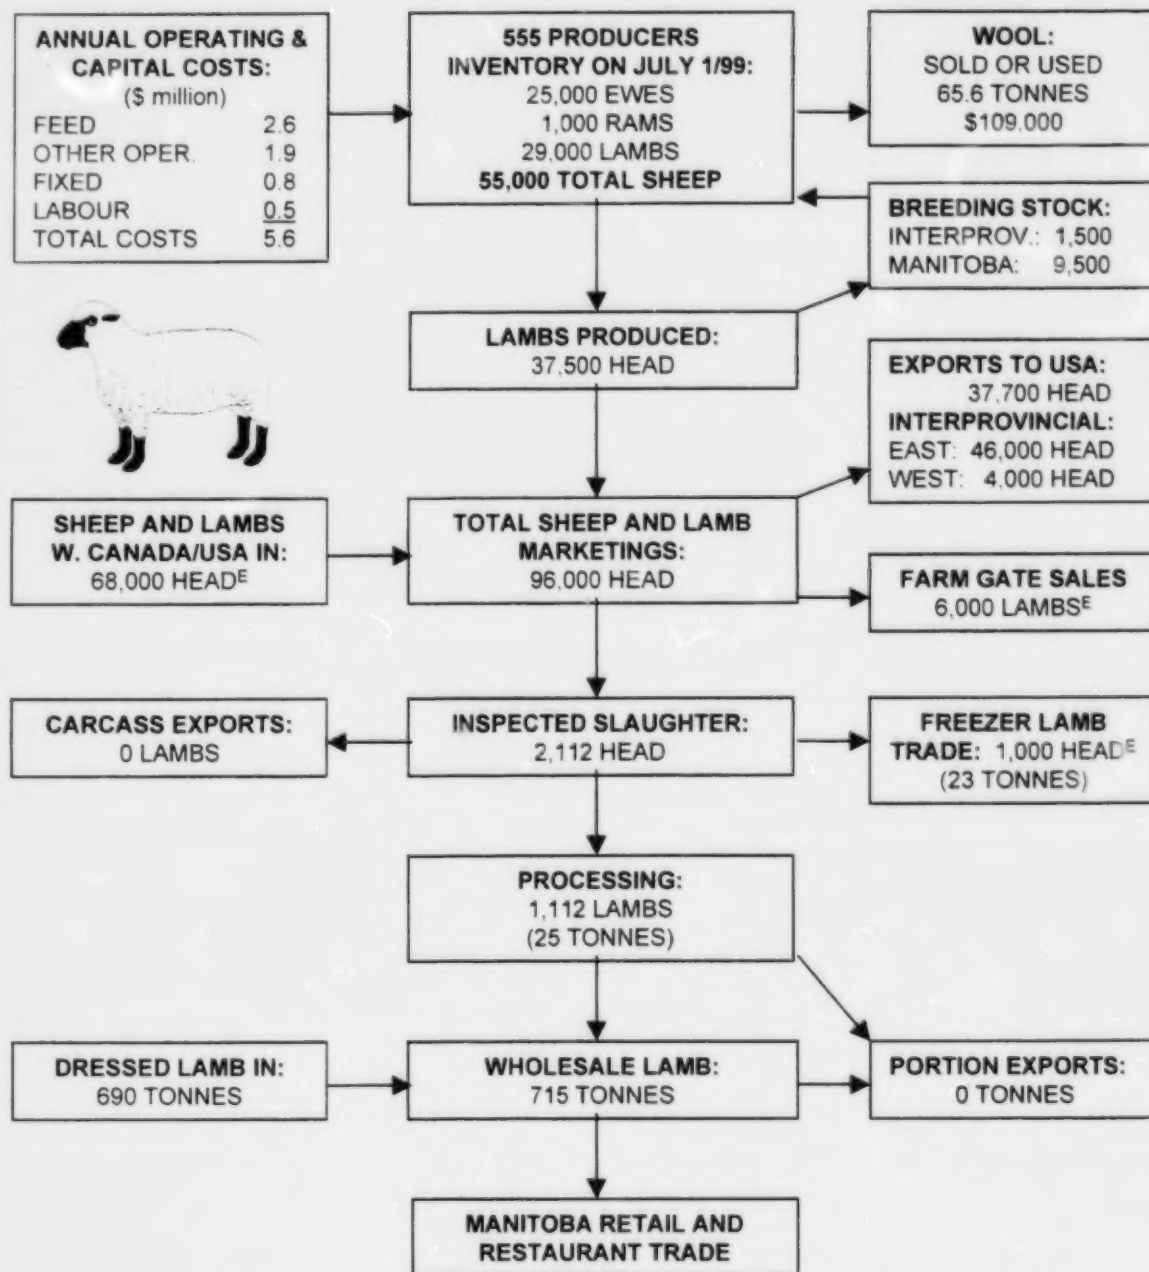 ANNUAL OPERATING &
CAPITAL COSTS:
($ million)
FEED 2.6
OTHER OPER. 1.9
FIXED 0.8
LABOUR 0.5
TOTAL COSTS 5.6
555 PRODUCERS
INVENTORY ON JULY 1/99:
25,000 EWES
1,000 RAMS
29,000 LAMBS
55,000 TOTAL SHEEP
WOOL:
SOLD OR USED
65.6 TONNES
$109,000
BREEDING STOCK:
INTERPROV.: 1,500
MANITOBA: 9,500
LAMBS PRODUCED:
37,500 HEAD
EXPORTS TO USA:
37,700 HEAD
INTERPROVINCIAL:
EAST: 46,000 HEAD
WEST: 4,000 HEAD
SHEEP AND LAMBS
W. CANADA/USA IN:
68,000 HEADᴱ
TOTAL SHEEP AND LAMB
MARKETINGS:
96,000 HEAD
FARM GATE SALES
6,000 LAMBSᴱ
CARCASS EXPORTS:
0 LAMBS
INSPECTED SLAUGHTER:
2,112 HEAD
FREEZER LAMB
TRADE: 1,000 HEADᴱ
(23 TONNES)
PROCESSING:
1,112 LAMBS
(25 TONNES)
DRESSED LAMB IN:
690 TONNES
WHOLESALE LAMB:
715 TONNES
PORTION EXPORTS:
0 TONNES
MANITOBA RETAIL AND
RESTAURANT TRADE